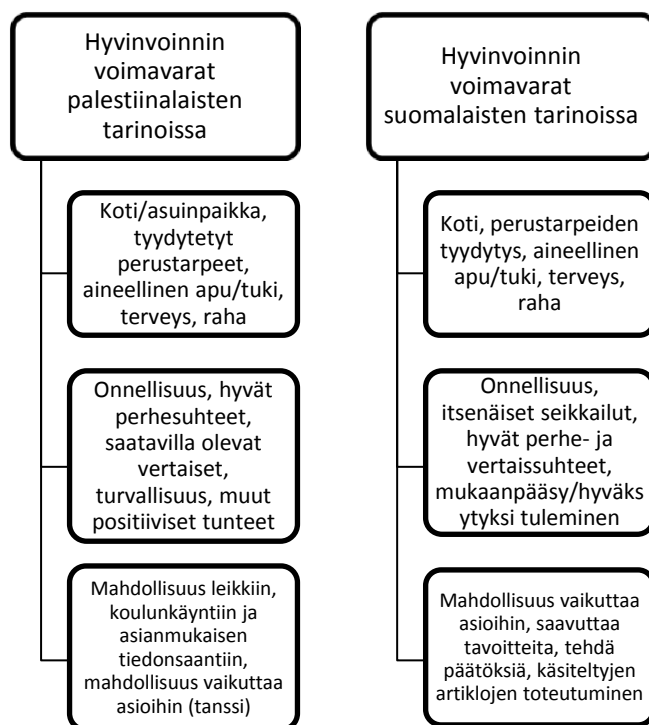 Hyvinvoinnin
voimavarat
palestiinalaisten
tarinoissa
Koti/asuinpaikka,
tyydytetyt
perustarpeet,
aineellinen apu/tuki,
terveys, raha
Onnellisuus, hyvät
perhesuhteet,
saatavilla olevat
vertaiset,
turvallisuus, muut
positiiviset tunteet
Mahdollisuus leikkiin,
koulunkäyntiin ja
asianmukaisen
tiedonsaantiin,
mahdollisuus vaikuttaa
asioihin (tanssi)
Hyvinvoinnin
voimavarat
suomalaisten tarinoissa
Koti, perustarpeiden
tyydytys, aineellinen
apu/tuki, terveys,
raha
Onnellisuus,
itsenäiset seikkailut,
hyvät perhe- ja
vertaissuhteet,
mukaanpääsy/hyväks
ytyksi tuleminen
Mahdollisuus vaikuttaa
asioihin, saavuttaa
tavoitteita, tehdä
päätöksiä, käsiteltyjen
artiklojen toteutuminen